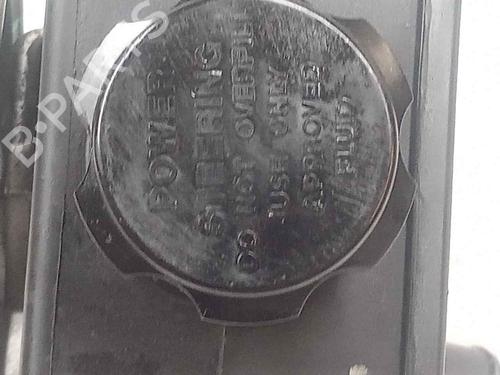 POWER
STEERING
DO NOT OVERFILL
USE ONLY
APPROVED
FLUID
B-PARTS